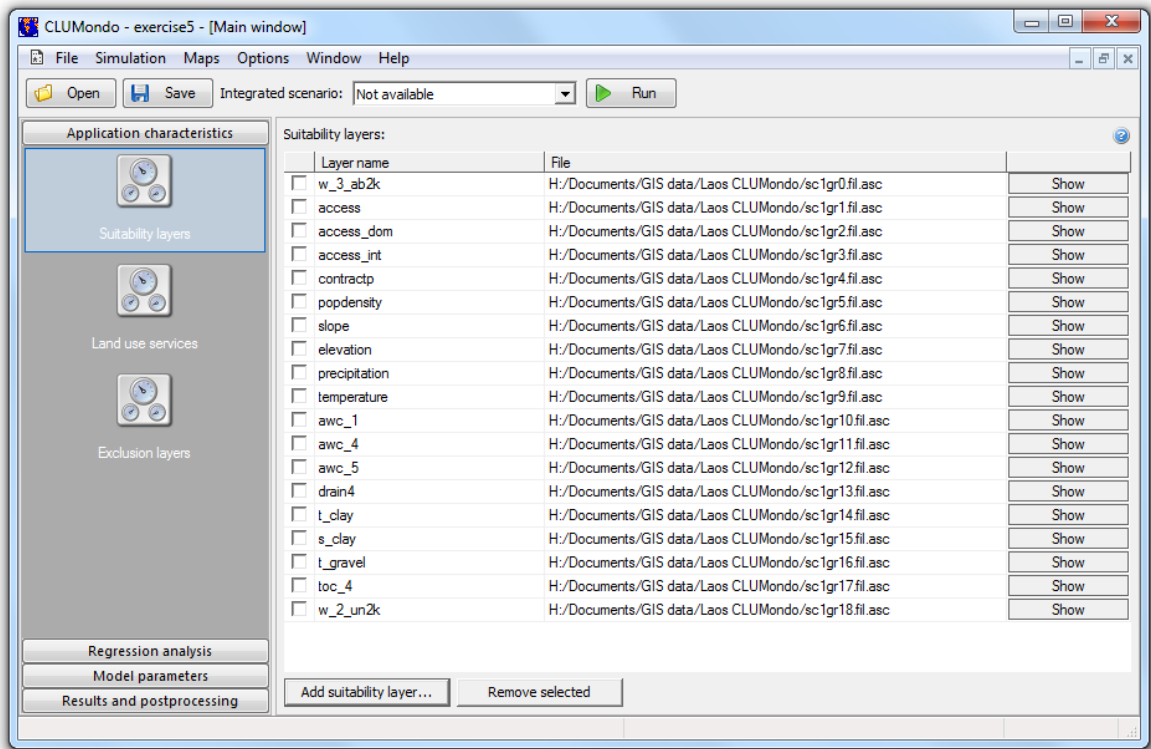 CLUMondo - exercise5 - [Main window]
File Simulation Maps Options Window Help
Open Save Integrated scenario: Not available Run
Application characteristics
Suitability layers
Land use services
Exclusion layers
Regression analysis
Model parameters
Results and postprocessing
Suitability layers:
Layer name File
w_3_ab2k H:/Documents/GIS data/Laos CLUMondo/sc1gr0.fil.asc Show
access H:/Documents/GIS data/Laos CLUMondo/sc1gr1.fil.asc Show
access_dom H:/Documents/GIS data/Laos CLUMondo/sc1gr2.fil.asc Show
access_int H:/Documents/GIS data/Laos CLUMondo/sc1gr3.fil.asc Show
contractp H:/Documents/GIS data/Laos CLUMondo/sc1gr4.fil.asc Show
popdensity H:/Documents/GIS data/Laos CLUMondo/sc1gr5.fil.asc Show
slope H:/Documents/GIS data/Laos CLUMondo/sc1gr6.fil.asc Show
elevation H:/Documents/GIS data/Laos CLUMondo/sc1gr7.fil.asc Show
precipitation H:/Documents/GIS data/Laos CLUMondo/sc1gr8.fil.asc Show
temperature H:/Documents/GIS data/Laos CLUMondo/sc1gr9.fil.asc Show
awc_1 H:/Documents/GIS data/Laos CLUMondo/sc1gr10.fil.asc Show
awc_4 H:/Documents/GIS data/Laos CLUMondo/sc1gr11.fil.asc Show
awc_5 H:/Documents/GIS data/Laos CLUMondo/sc1gr12.fil.asc Show
drain4 H:/Documents/GIS data/Laos CLUMondo/sc1gr13.fil.asc Show
t_clay H:/Documents/GIS data/Laos CLUMondo/sc1gr14.fil.asc Show
s_clay H:/Documents/GIS data/Laos CLUMondo/sc1gr15.fil.asc Show
t_gravel H:/Documents/GIS data/Laos CLUMondo/sc1gr16.fil.asc Show
toc_4 H:/Documents/GIS data/Laos CLUMondo/sc1gr17.fil.asc Show
w_2_un2k H:/Documents/GIS data/Laos CLUMondo/sc1gr18.fil.asc Show
Add suitability layer... Remove selected